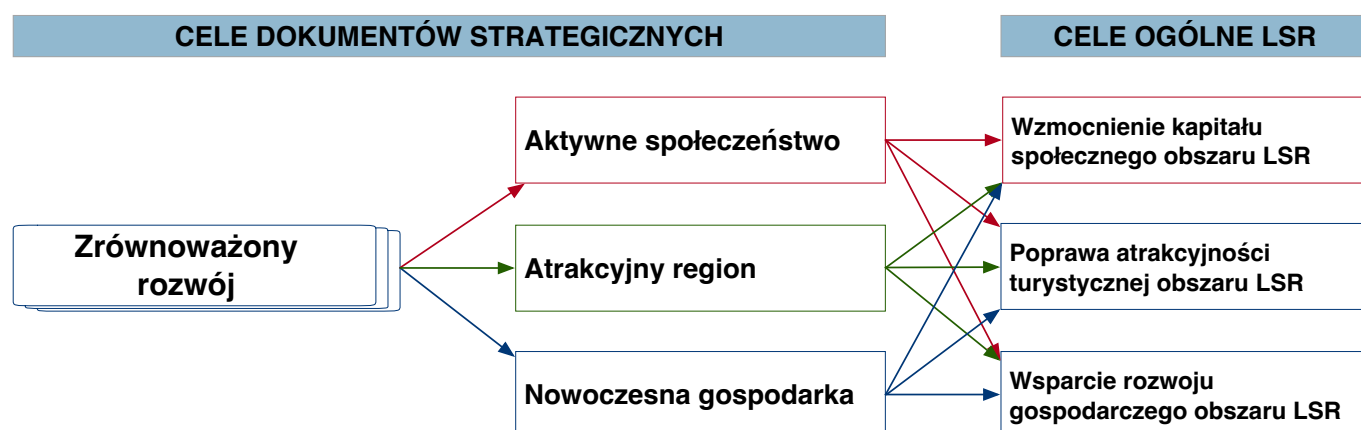 CELE DOKUMENTÓW STRATEGICZNYCH
CELE OGÓLNE LSR
Zrównoważony
rozwój
Aktywne społeczeństwo
Atrakcyjny region
Nowoczesna gospodarka
Wzmocnienie kapitału
społecznego obszaru LSR
Poprawa atrakcyjności
turystycznej obszaru LSR
Wsparcie rozwoju
gospodarczego obszaru LSR